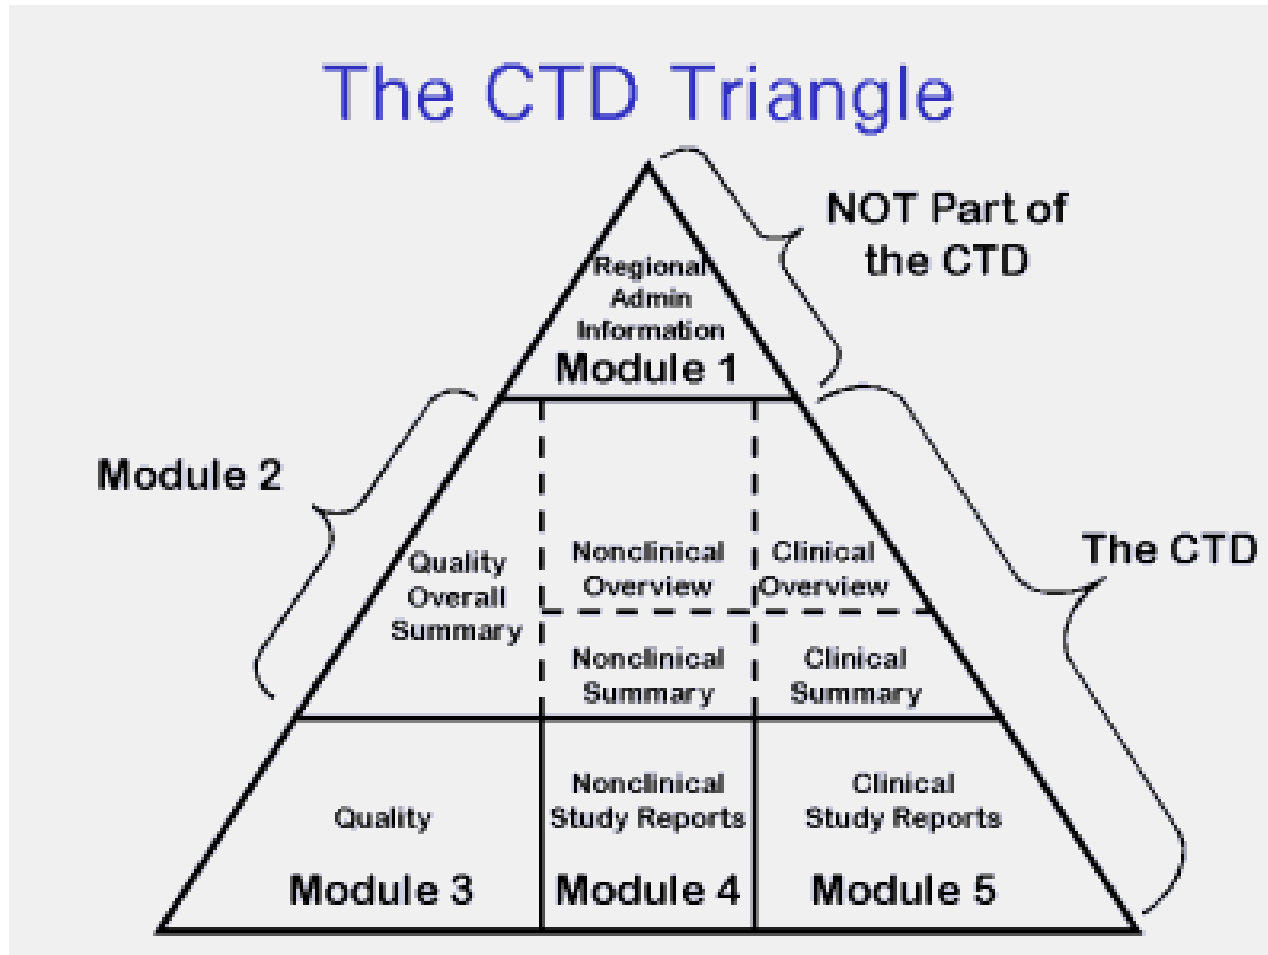 The CTD Triangle
NOT Part of
the CTD
Regional
Admin
Information
Module 1
Module 2
The CTD
Quality
Overall
Summary
Nonclinical
Overview
Clinical
Overview
Nonclinical
Summary
Clinical
Summary
Quality
Module 3
Nonclinical
Study Reports
Module 4
Clinical
Study Reports
Module 5